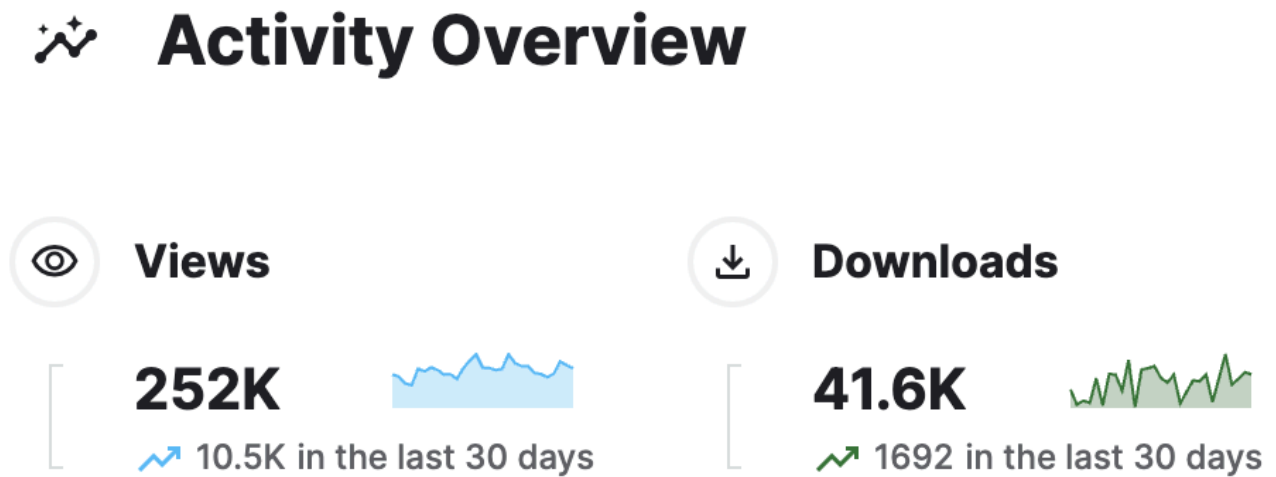 Activity Overview
Views
252K
10.5K in the last 30 days
Downloads
41.6K
1692 in the last 30 days